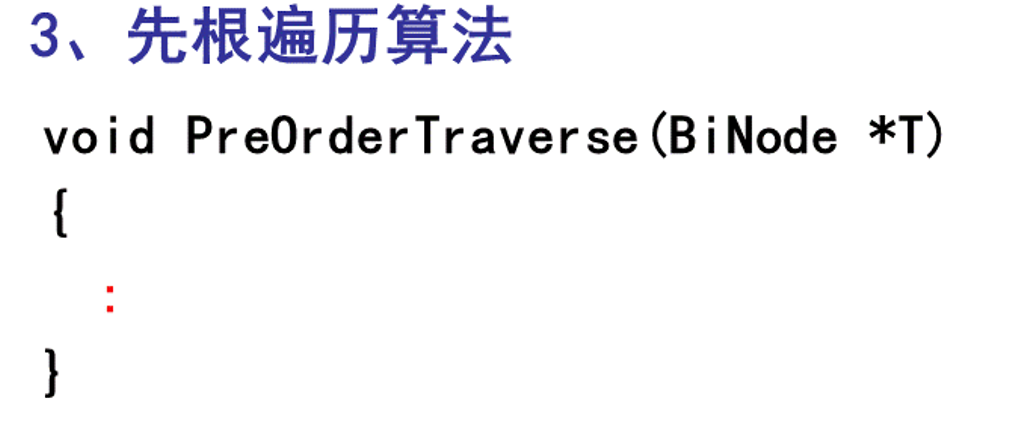 3、先根遍历算法
void PreOrderTraverse(BiNode *T)
{
:
}